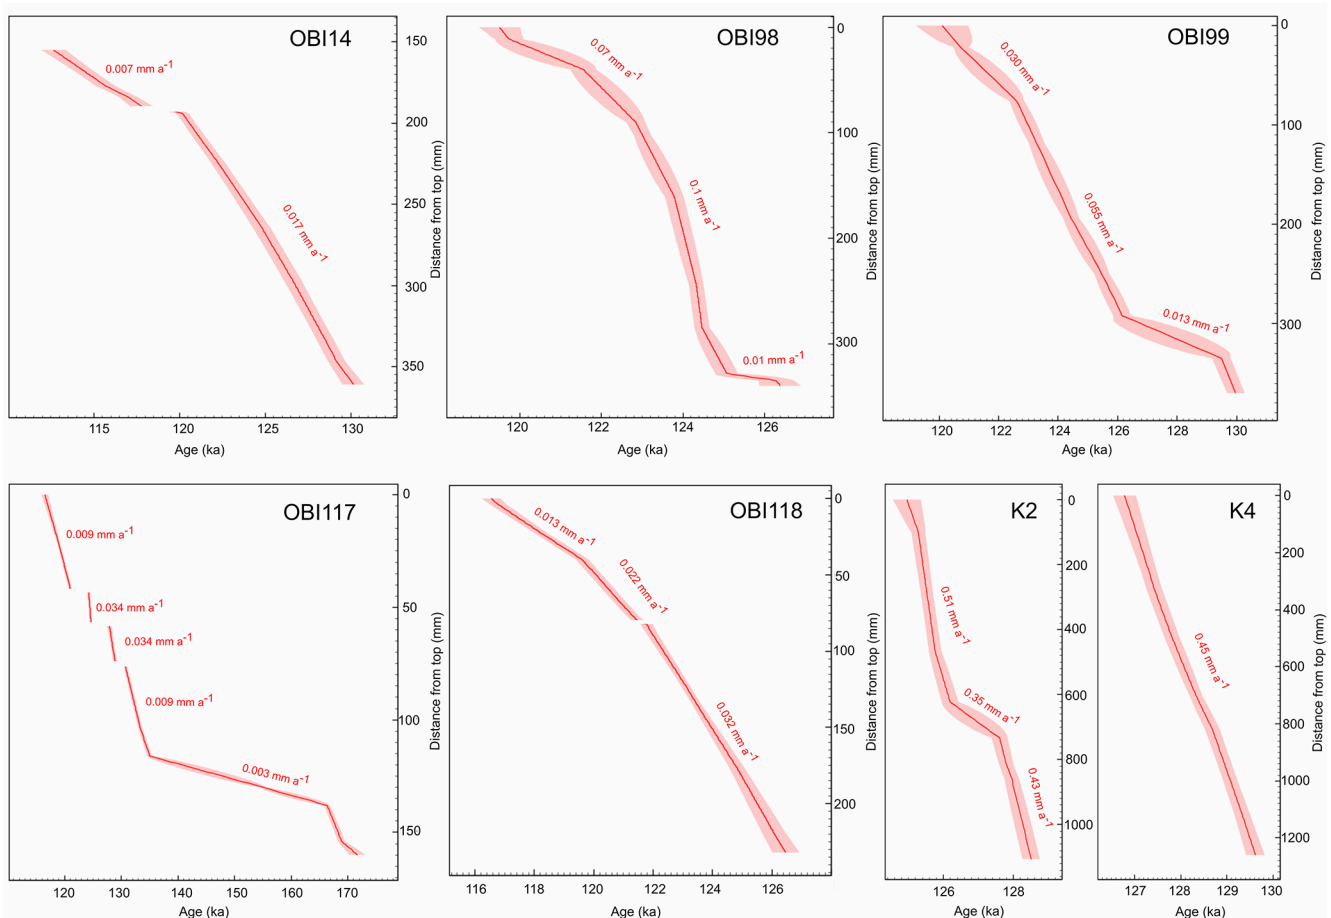 OBI14
0.007 mm a-1
0.017 mm a-1
150
200
250
300
350
Distance from top (mm)
115
120
125
130
Age (ka)
OBI98
0.07 mm a-1
0.1 mm a-1
0.01 mm a-1
0
100
200
300
Distance from top (mm)
120
122
124
126
Age (ka)
OBI99
0.030 mm a-1
0.055 mm a-1
0.013 mm a-1
0
100
200
300
Distance from top (mm)
120
122
124
126
128
130
Age (ka)
OBI117
0.009 mm a-1
0.034 mm a-1
0.034 mm a-1
0.009 mm a-1
0.003 mm a-1
0
50
100
150
Distance from top (mm)
120
130
140
150
160
170
Age (ka)
OBI118
0.013 mm a-1
0.022 mm a-1
0.032 mm a-1
0
50
100
150
200
Distance from top (mm)
116
118
120
122
124
126
Age (ka)
K2
0.51 mm a-1
0.35 mm a-1
0.43 mm a-1
0
200
400
600
800
1000
126
128
Age (ka)
K4
0.45 mm a-1
0
200
400
600
800
1000
1200
Distance from top (mm)
127
128
129
130
Age (ka)